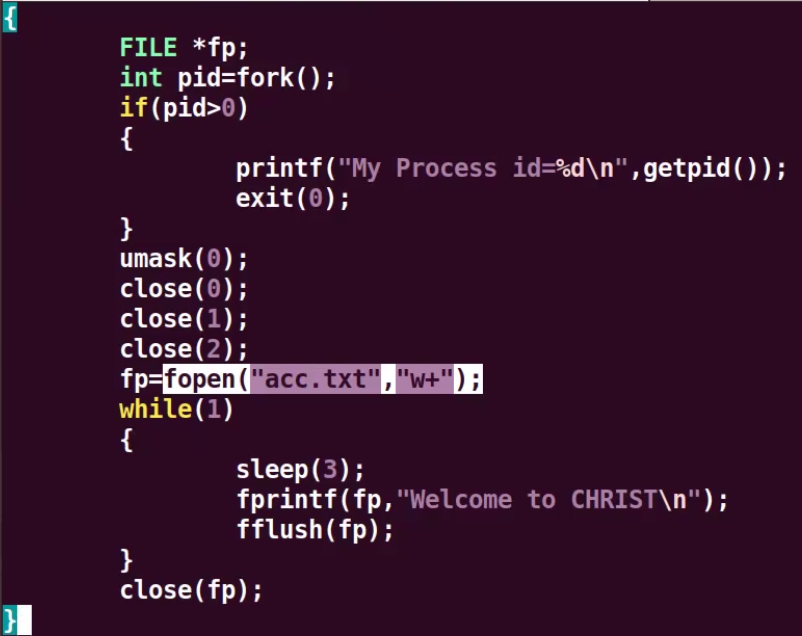 {
FILE *fp;
int pid=fork();
if(pid>0)
{
printf("My Process id=%d\n",getpid());
exit(0);
}
umask(0);
close(0);
close(1);
close(2);
fp=fopen("acc.txt","w+");
while(1)
{
sleep(3);
fprintf(fp,"Welcome to CHRIST\n");
fflush(fp);
}
close(fp);
}